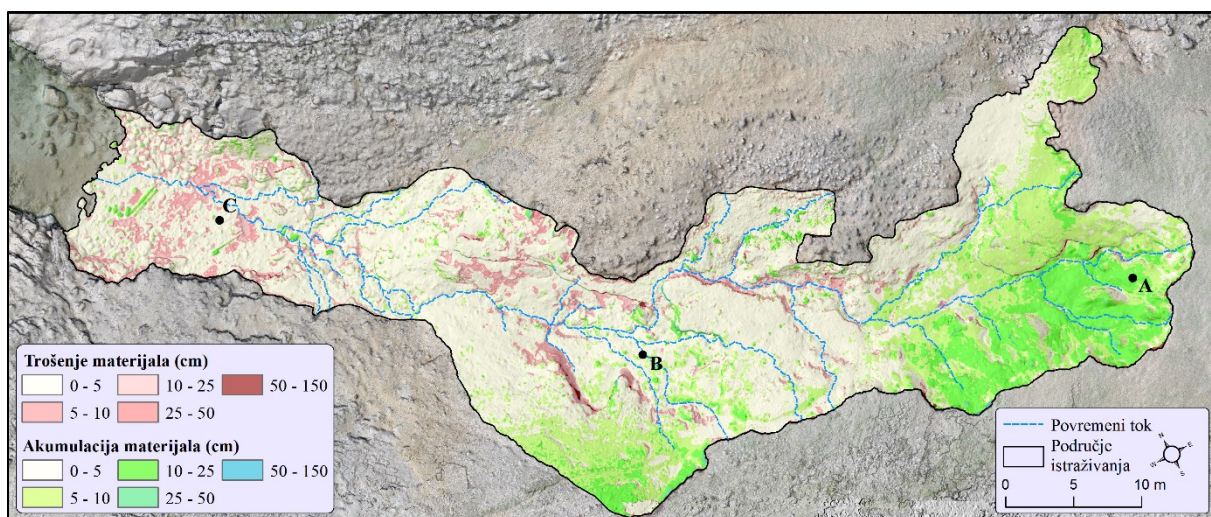 C
A
B
Trošenje materijala (cm)
0 - 5 10 - 25 50 - 150
5 - 10 25 - 50
Akumulacija materijala (cm)
0 - 5 10 - 25 50 - 150
5 - 10 25 - 50
Povremeni tok
Područje
istraživanja
N
E
W
S
0 5 10 m